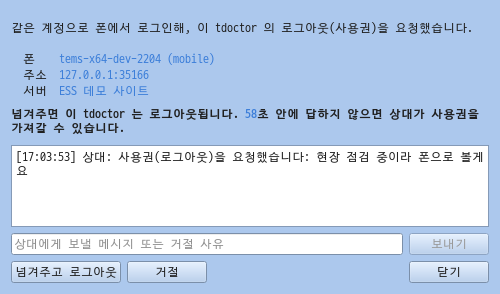 같은 계정으로 폰에서 로그인해, 이 tdoctor 의 로그아웃(사용권)을 요청했습니다.
폰 tems-x64-dev-2204 (mobile)
주소 127.0.0.1:35166
서버 ESS 데모 사이트
넘겨주면 이 tdoctor 는 로그아웃됩니다. 58초 안에 답하지 않으면 상대가 사용권을
가져갈 수 있습니다.
[17:03:53] 상대: 사용권(로그아웃)을 요청했습니다: 현장 점검 중이라 폰으로 볼게
요
상대에게 보낼 메시지 또는 거절 사유 보내기
넘겨주고 로그아웃 거절 닫기